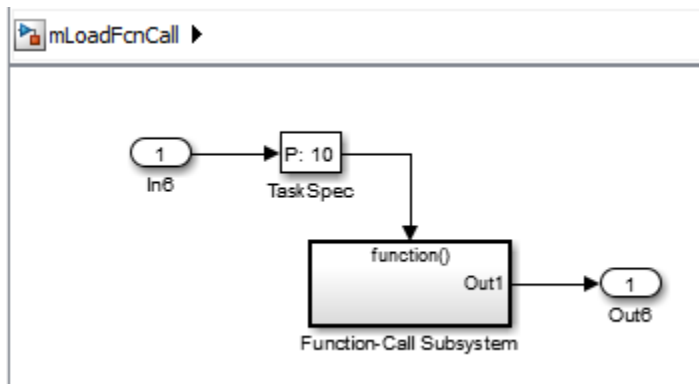 mLoadFcnCall
1
In6
P: 10
TaskSpec
function()
Out1
Function-Call Subsystem
1
Out6